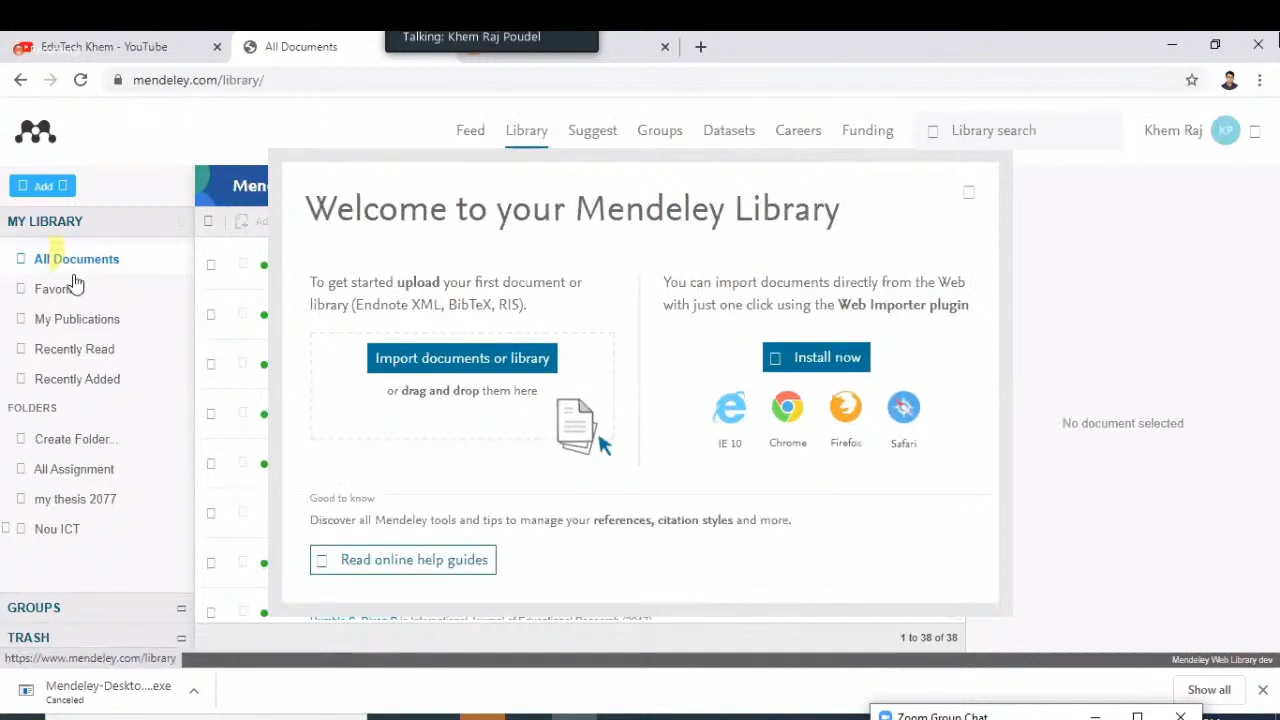 Talking: Khem Raj Poudel
EduTech Khem - YouTube
All Documents
mendeley.com/library/
Feed Library Suggest Groups Datasets Careers Funding Library search Khem Raj KP
Add
MY LIBRARY
All Documents
Favor
My Publications
Recently Read
Recently Added
FOLDERS
Create Folder...
All Assignment
my thesis 2077
Nou ICT
GROUPS
TRASH
https://www.mendeley.com/library
Men
Ad
Welcome to your Mendeley Library
To get started upload your first document or
library (Endnote XML, BibTeX, RIS).
Import documents or library
or drag and drop them here
You can import documents directly from the Web
with just one click using the Web Importer plugin
Install now
IE 10 Chrome Firefox Safari
Good to know
Discover all Mendeley tools and tips to manage your references, citation styles and more.
Read online help guides
No document selected
1 to 38 of 38
Mendeley Web Library dev
Mendeley-Deskto....exe
Canceled
Show all
Zoom Group Chat